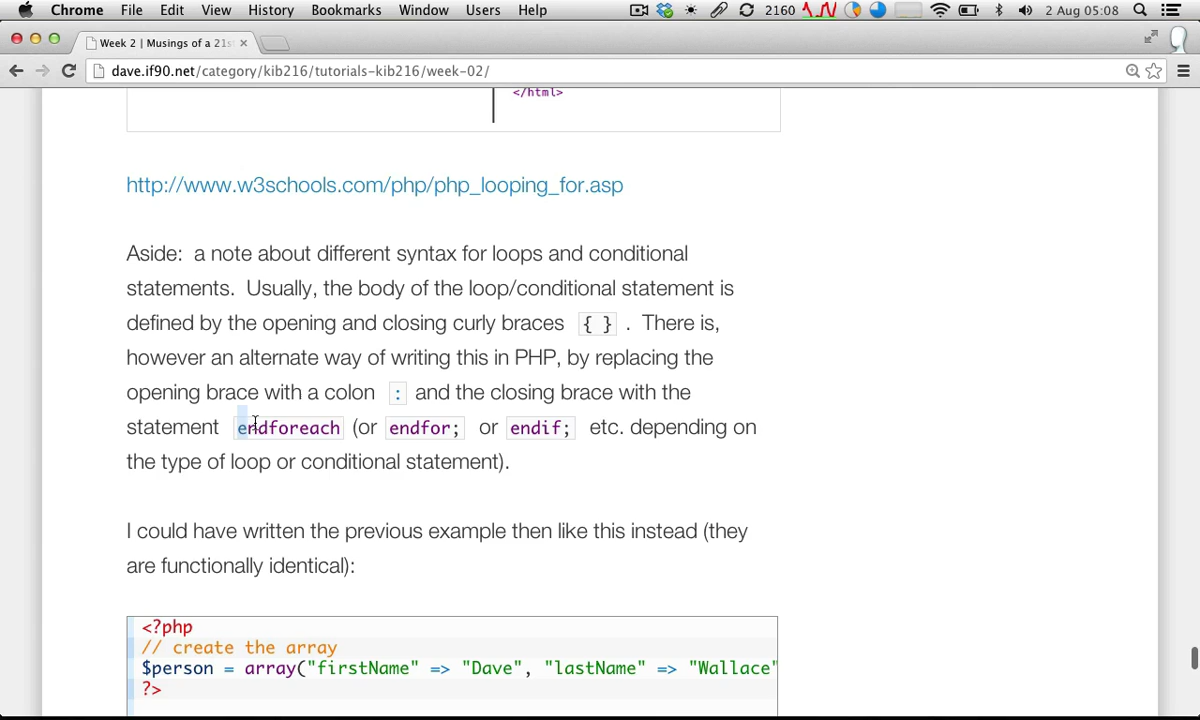 Chrome File Edit View History Bookmarks Window Users Help 2160 2 Aug 05:08
Week 2 | Musings of a 21s ×
dave.if90.net/category/kib216/tutorials-kib216/week-02/
</html>
http://www.w3schools.com/php/php_looping_for.asp
Aside: a note about different syntax for loops and conditional
statements. Usually, the body of the loop/conditional statement is
defined by the opening and closing curly braces { } . There is,
however an alternate way of writing this in PHP, by replacing the
opening brace with a colon : and the closing brace with the
statement endforeach (or endfor; or endif; etc. depending on
the type of loop or conditional statement).
I could have written the previous example then like this instead (they
are functionally identical):
<?php
// create the array
$person = array("firstName" => "Dave", "lastName" => "Wallace"
?>